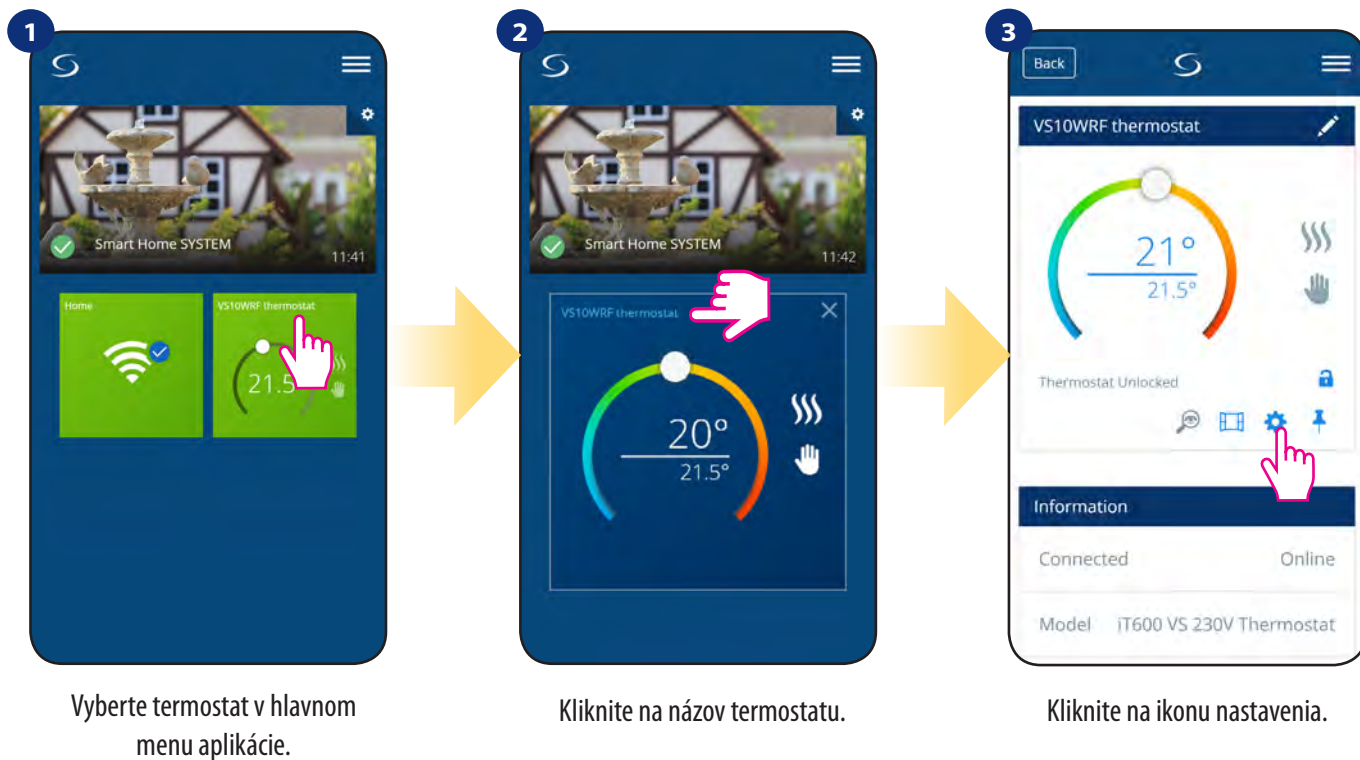 1
Smart Home SYSTEM
11:41
Home
VS10WRF thermostat
21.5
Vyberte termostat v hlavnom
menu aplikácie.
2
Smart Home SYSTEM
11:42
VS10WRF thermostat
20°
21.5°
Kliknite na názov termostatu.
3
Back
VS10WRF thermostat
21°
21.5°
Thermostat Unlocked
Information
Connected Online
Model iT600 VS 230V Thermostat
Kliknite na ikonu nastavenia.